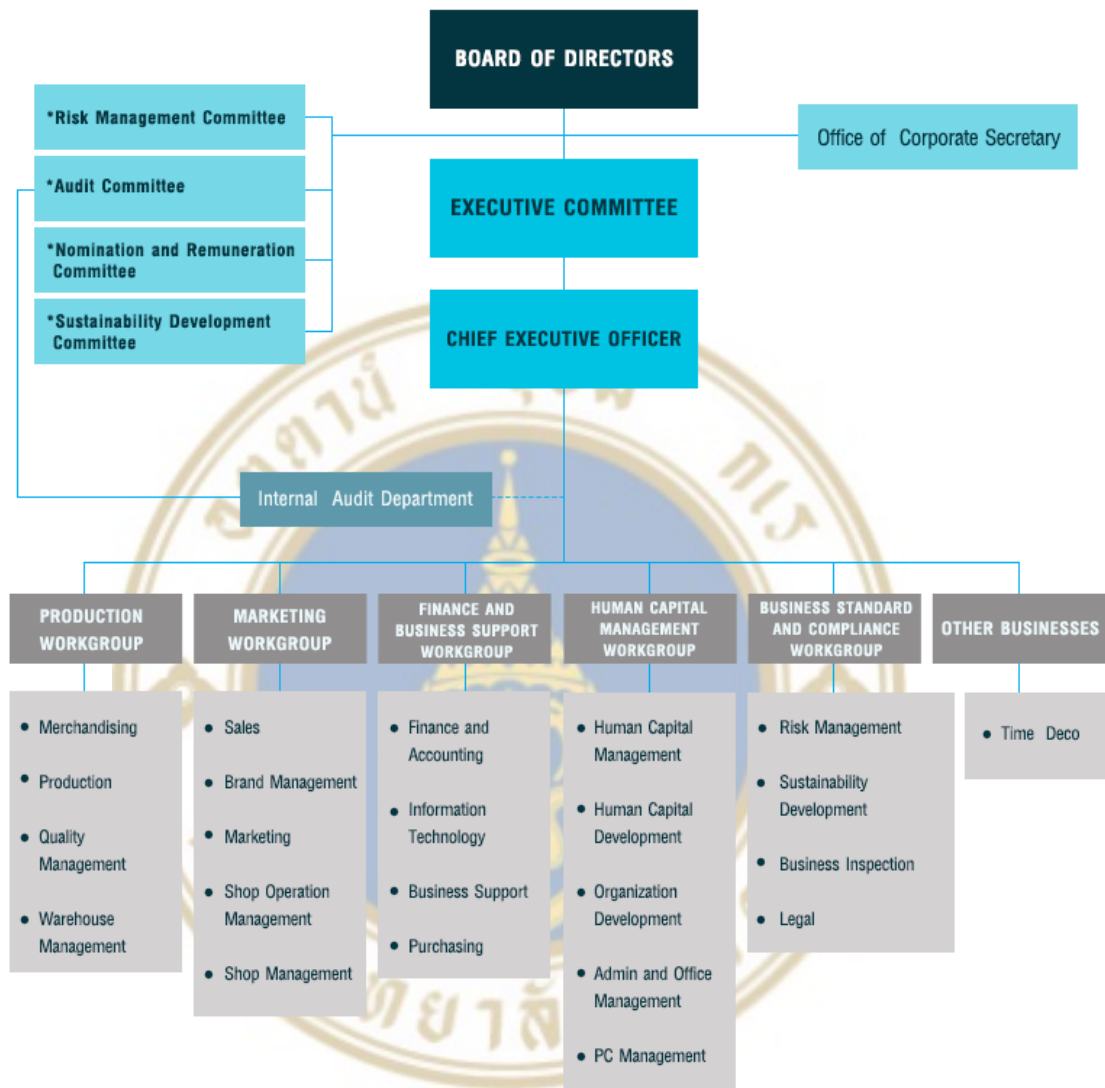 BOARD OF DIRECTORS
*Risk Management Committee
Office of Corporate Secretary
*Audit Committee
EXECUTIVE COMMITTEE
*Nomination and Remuneration
Committee
*Sustainability Development
Committee
CHIEF EXECUTIVE OFFICER
Internal Audit Department
PRODUCTION
WORKGROUP
• Merchandising
• Production
• Quality
Management
• Warehouse
Management
MARKETING
WORKGROUP
• Sales
• Brand Management
• Marketing
• Shop Operation
Management
• Shop Management
FINANCE AND
BUSINESS SUPPORT
WORKGROUP
• Finance and
Accounting
• Information
Technology
• Business Support
• Purchasing
HUMAN CAPITAL
MANAGEMENT
WORKGROUP
• Human Capital
Management
• Human Capital
Development
• Organization
Development
• Admin and Office
Management
• PC Management
BUSINESS STANDARD
AND COMPLIANCE
WORKGROUP
• Risk Management
• Sustainability
Development
• Business Inspection
• Legal
OTHER BUSINESSES
• Time Deco